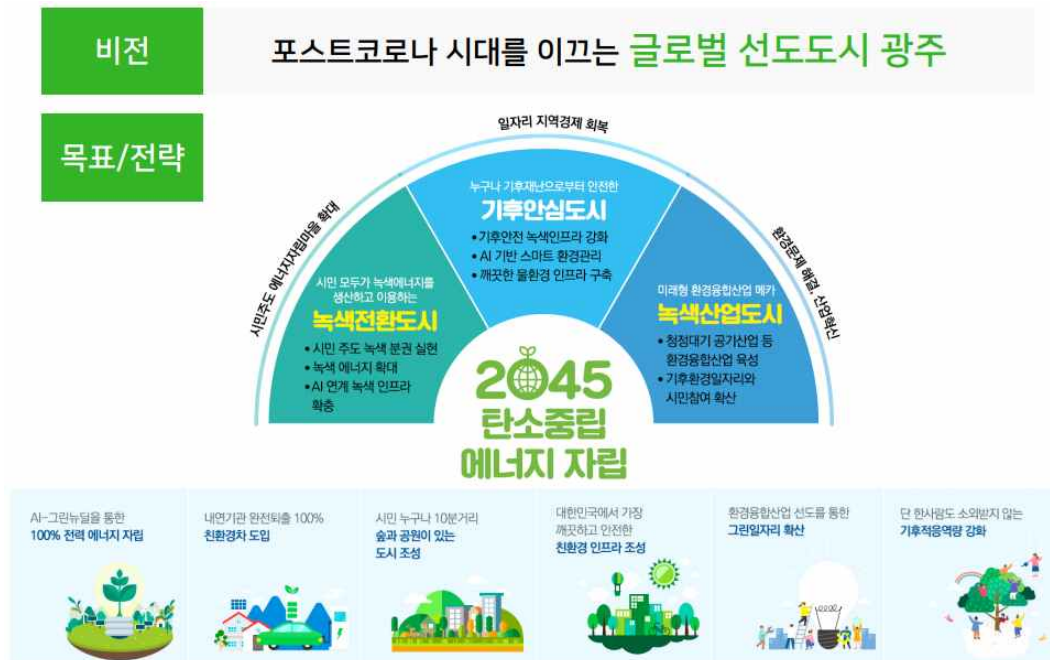 비전
포스트코로나 시대를 이끄는 글로벌 선도도시 광주
목표/전략
일자리 지역경제 회복
시민주도 에너지자립마을 확대
환경문제 해결, 산업혁신
누구나 기후재난으로부터 안전한
기후안심도시
• 기후안전 녹색인프라 강화
• AI 기반 스마트 환경관리
• 깨끗한 물환경 인프라 구축
시민 모두가 녹색에너지를
생산하고 이용하는
녹색전환도시
• 시민 주도 녹색 분권 실현
• 녹색 에너지 확대
• AI 연계 녹색 인프라
확충
미래형 환경융합산업 메카
녹색산업도시
• 청정대기 공기산업 등
환경융합산업 육성
• 기후환경일자리와
시민참여 확산
2045
탄소중립
에너지 자립
AI-그린뉴딜을 통한
100% 전력 에너지 자립
내연기관 완전퇴출 100%
친환경차 도입
시민 누구나 10분거리
숲과 공원이 있는
도시 조성
대한민국에서 가장
깨끗하고 안전한
친환경 인프라 조성
환경융합산업 선도를 통한
그린일자리 확산
단 한사람도 소외받지 않는
기후적응역량 강화